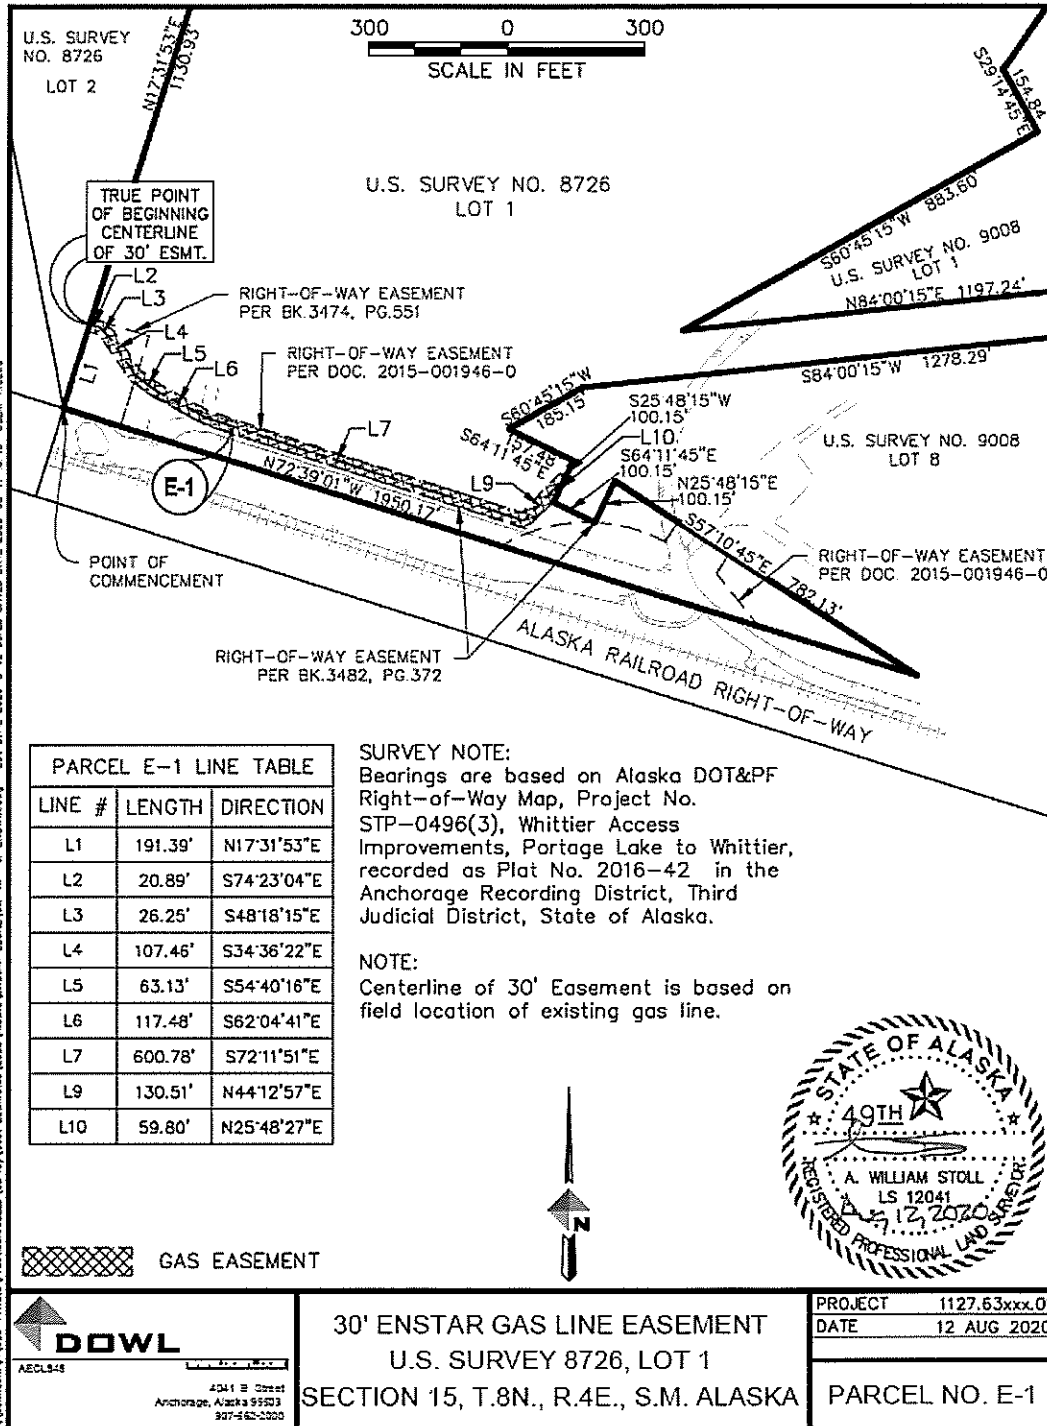 U.S. SURVEY
NO. 8726
LOT 2
N17°31'53"E
1130.93'
300 0 300
SCALE IN FEET
S29°14'45"E
154.84
U.S. SURVEY NO. 8726
LOT 1
TRUE POINT
OF BEGINNING
CENTERLINE
OF 30' ESMT.
S60°45'15"W 883.60'
U.S. SURVEY NO. 9008
LOT 1
N84°00'15"E 1197.24'
L2
L3
RIGHT-OF-WAY EASEMENT
PER BK.3474, PG.551
L4
L5
L6
RIGHT-OF-WAY EASEMENT
PER DOC. 2015-001946-0
S84°00'15"W 1278.29'
L1
S60°45'15"W
185.15'
S25°48'15"W
100.15'
L7
157.48'
S64°11'45"E
L10
S64°11'45"E
100.15'
U.S. SURVEY NO. 9008
LOT 8
N72°39'01"W 1950.17'
L9
N25°48'15"E
100.15'
E-1
S57°10'45"E 782.13'
POINT OF
COMMENCEMENT
RIGHT-OF-WAY EASEMENT
PER DOC. 2015-001946-0
RIGHT-OF-WAY EASEMENT
PER BK.3482, PG.372
ALASKA RAILROAD RIGHT-OF-WAY
PARCEL E-1 LINE TABLE
LINE # LENGTH DIRECTION
L1 191.39' N17°31'53"E
L2 20.89' S74°23'04"E
L3 26.25' S48°18'15"E
L4 107.46' S34°36'22"E
L5 63.13' S54°40'16"E
L6 117.48' S62°04'41"E
L7 600.78' S72°11'51"E
L9 130.51' N44°12'57"E
L10 59.80' N25°48'27"E
SURVEY NOTE:
Bearings are based on Alaska DOT&PF
Right-of-Way Map, Project No.
STP-0496(3), Whittier Access
Improvements, Portage Lake to Whittier,
recorded as Plat No. 2016-42 in the
Anchorage Recording District, Third
Judicial District, State of Alaska.
NOTE:
Centerline of 30' Easement is based on
field location of existing gas line.
STATE OF ALASKA
49TH
A. WILLIAM STOLL
LS 12041
Aug 12, 2020
REGISTERED PROFESSIONAL LAND SURVEYOR
N
GAS EASEMENT
DOWL
AECL848
4041 B Street
Anchorage, Alaska 99503
907-562-2000
30' ENSTAR GAS LINE EASEMENT
U.S. SURVEY 8726, LOT 1
SECTION 15, T.8N., R.4E., S.M. ALASKA
PROJECT 1127.63xxx.0
DATE 12 AUG 2020
PARCEL NO. E-1